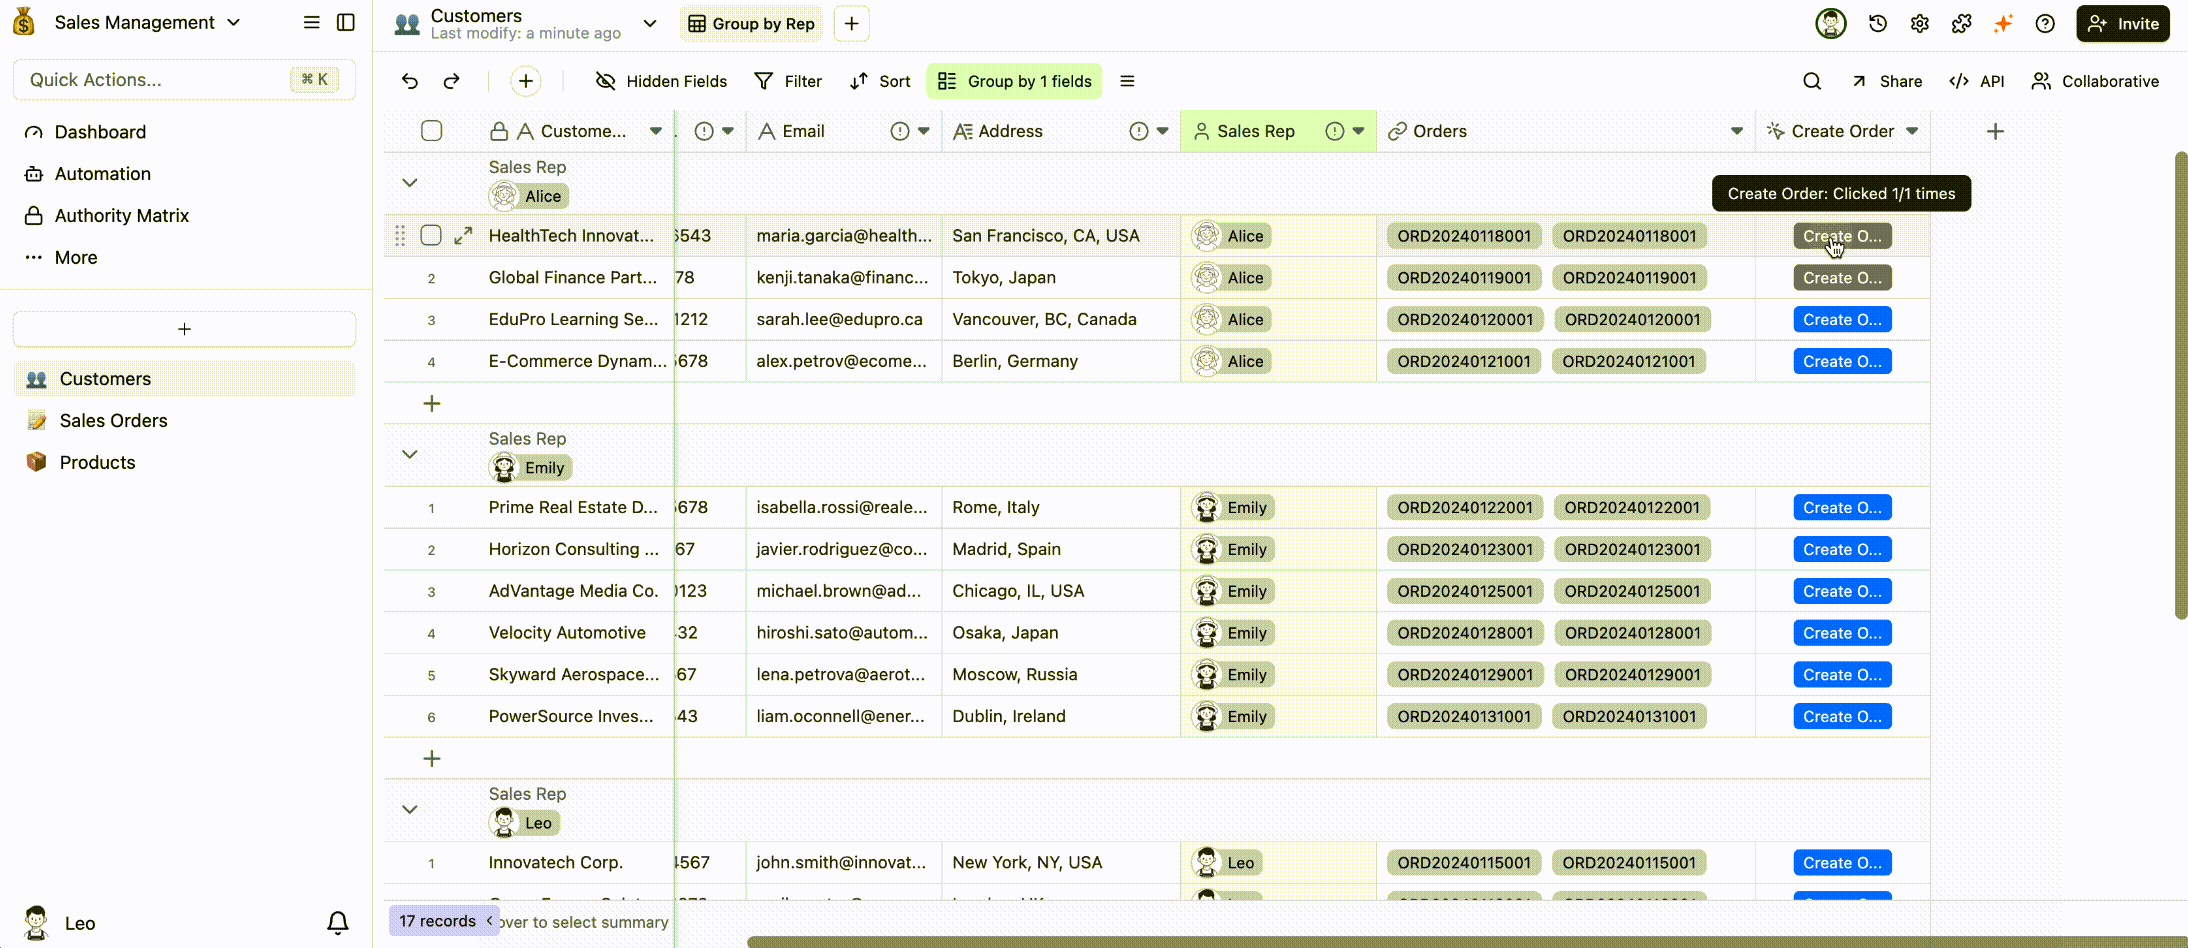 Sales Management
Quick Actions...
⌘ K
Dashboard
Automation
Authority Matrix
More
Customers
Sales Orders
Products
Leo
Customers
Last modify: a minute ago
Group by Rep
Invite
Hidden Fields
Filter
Sort
Group by 1 fields
Share
API
Collaborative
Custome...
Email
Address
Sales Rep
Orders
Create Order
Sales Rep
Alice
Create Order: Clicked 1/1 times
HealthTech Innovat... 6543 maria.garcia@health... San Francisco, CA, USA Alice ORD20240118001 ORD20240118001 Create O...
2 Global Finance Part... 78 kenji.tanaka@financ... Tokyo, Japan Alice ORD20240119001 ORD20240119001 Create O...
3 EduPro Learning Se... 1212 sarah.lee@edupro.ca Vancouver, BC, Canada Alice ORD20240120001 ORD20240120001 Create O...
4 E-Commerce Dynam... 5678 alex.petrov@ecome... Berlin, Germany Alice ORD20240121001 ORD20240121001 Create O...
Sales Rep
Emily
1 Prime Real Estate D... 5678 isabella.rossi@reale... Rome, Italy Emily ORD20240122001 ORD20240122001 Create O...
2 Horizon Consulting ... 67 javier.rodriguez@co... Madrid, Spain Emily ORD20240123001 ORD20240123001 Create O...
3 AdVantage Media Co. 0123 michael.brown@ad... Chicago, IL, USA Emily ORD20240125001 ORD20240125001 Create O...
4 Velocity Automotive 32 hiroshi.sato@autom... Osaka, Japan Emily ORD20240128001 ORD20240128001 Create O...
5 Skyward Aerospace... 67 lena.petrova@aerot... Moscow, Russia Emily ORD20240129001 ORD20240129001 Create O...
6 PowerSource Inves... 43 liam.oconnell@ener... Dublin, Ireland Emily ORD20240131001 ORD20240131001 Create O...
Sales Rep
Leo
1 Innovatech Corp. 4567 john.smith@innovat... New York, NY, USA Leo ORD20240115001 ORD20240115001 Create O...
17 records
over to select summary